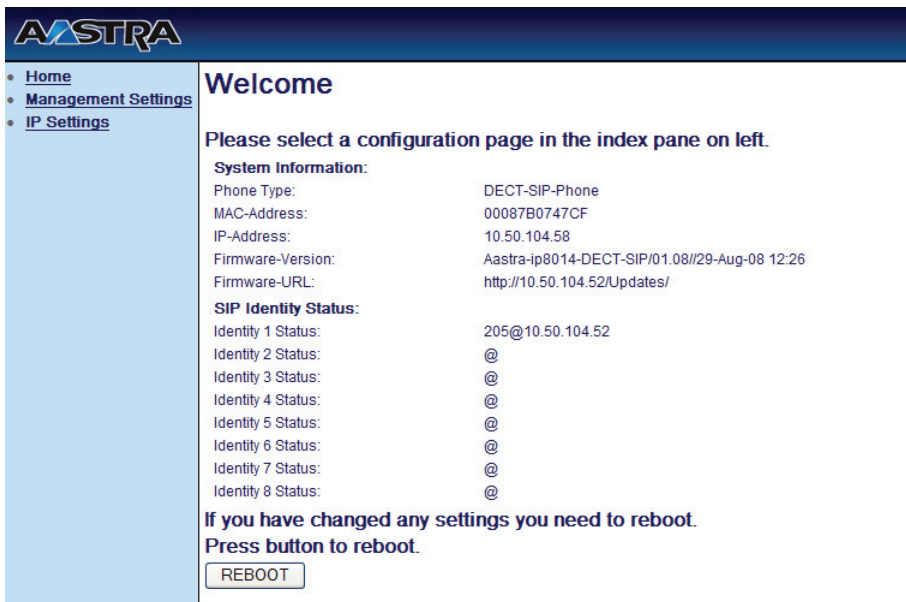 AASTRA
Home
Management Settings
IP Settings
Welcome
Please select a configuration page in the index pane on left.
System Information:
Phone Type: DECT-SIP-Phone
MAC-Address: 00087B0747CF
IP-Address: 10.50.104.58
Firmware-Version: Aastra-ip8014-DECT-SIP/01.08//29-Aug-08 12:26
Firmware-URL: http://10.50.104.52/Updates/
SIP Identity Status:
Identity 1 Status: 205@10.50.104.52
Identity 2 Status: @
Identity 3 Status: @
Identity 4 Status: @
Identity 5 Status: @
Identity 6 Status: @
Identity 7 Status: @
Identity 8 Status: @
If you have changed any settings you need to reboot.
Press button to reboot.
REBOOT